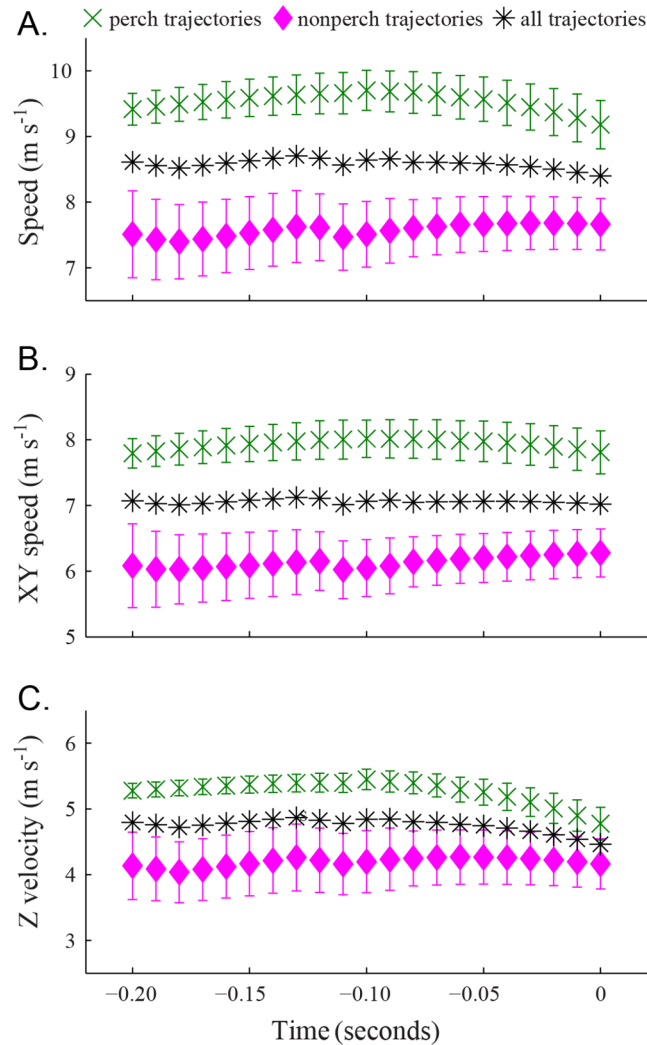 A.
perch trajectories nonperch trajectories all trajectories
10
9
8
7
Speed (m s-1)
B.
9
8
7
6
5
XY speed (m s-1)
C.
6
5
4
3
Z velocity (m s-1)
−0.20 −0.15 −0.10 −0.05 0
Time (seconds)